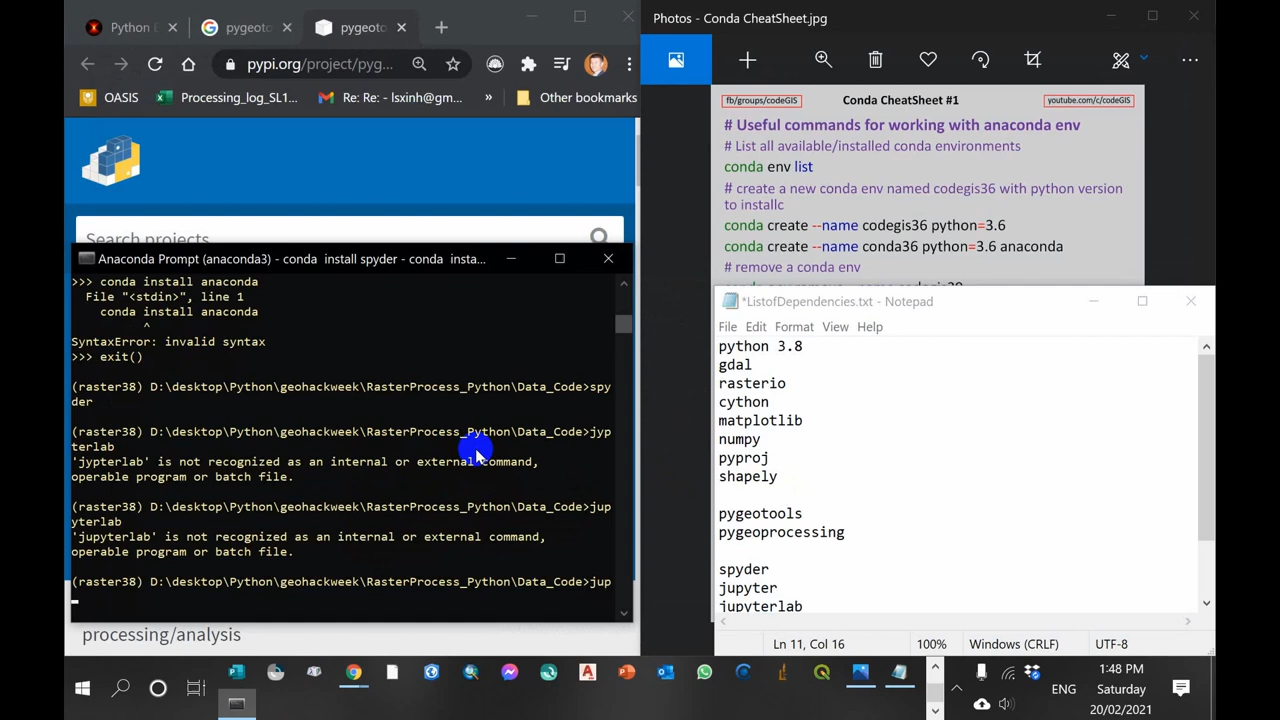 Python E
pygeoto
pygeoto
pypi.org/project/pyg...
OASIS
Processing_log_SL1...
Re: Re: - lsxinh@gm...
»
Other bookmarks
Search projects
processing/analysis
Anaconda Prompt (anaconda3) - conda  install spyder - conda  insta...
>>> conda install anaconda
File "<stdin>", line 1
conda install anaconda
^
SyntaxError: invalid syntax
>>> exit()
(raster38) D:\desktop\Python\geohackweek\RasterProcess_Python\Data_Code>spy
der
(raster38) D:\desktop\Python\geohackweek\RasterProcess_Python\Data_Code>jyp
terlab
'jypterlab' is not recognized as an internal or external command,
operable program or batch file.
(raster38) D:\desktop\Python\geohackweek\RasterProcess_Python\Data_Code>jup
yterlab
'jupyterlab' is not recognized as an internal or external command,
operable program or batch file.
(raster38) D:\desktop\Python\geohackweek\RasterProcess_Python\Data_Code>jup
Photos - Conda CheatSheet.jpg
fb/groups/codeGIS
Conda CheatSheet #1
youtube.com/c/codeGIS
# Useful commands for working with anaconda env
# List all available/installed conda environments
conda env list
# create a new conda env named codegis36 with python version
to installc
conda create --name codegis36 python=3.6
conda create --name conda36 python=3.6 anaconda
# remove a conda env
*ListofDependencies.txt - Notepad
File Edit Format View Help
python 3.8
gdal
rasterio
cython
matplotlib
numpy
pyproj
shapely
pygeotools
pygeoprocessing
spyder
jupyter
jupyterlab
Ln 11, Col 16
100%
Windows (CRLF)
UTF-8
ENG
1:48 PM
Saturday
20/02/2021